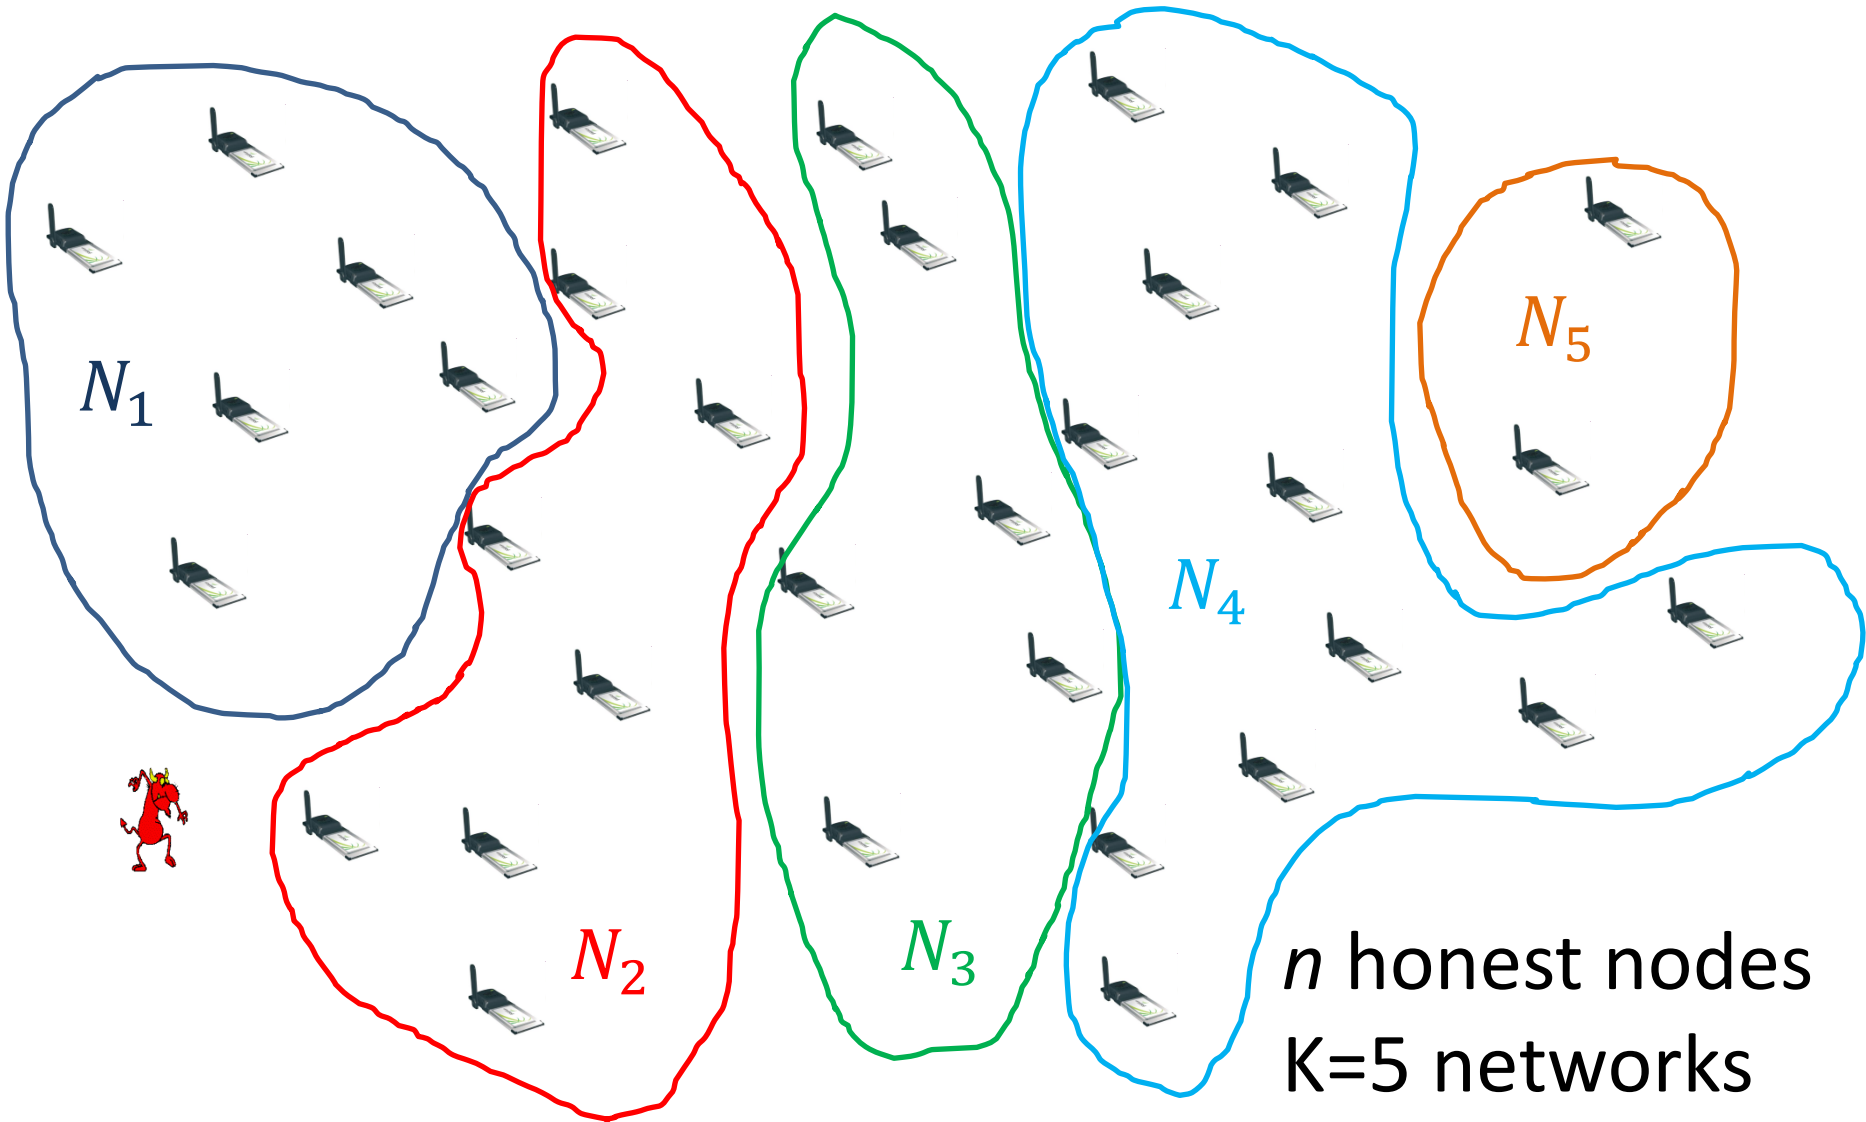 N₁
N₂
N₃
N₄
N₅
n honest nodes
K=5 networks